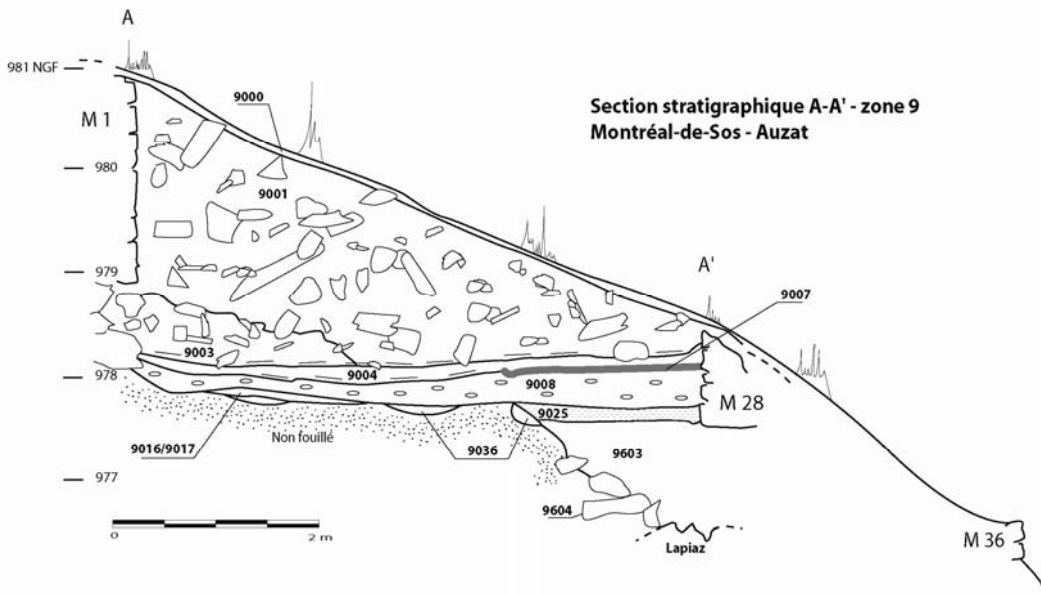 A
981 NGF
M 1
9000
Section stratigraphique A-A' - zone 9
Montréal-de-Sos - Auzat
980
9001
979
A'
9007
9003
978
9004
9008
M 28
9025
Non fouillé
9016/9017
9036
9603
977
9604
0
2 m
Lapiaz
M 36